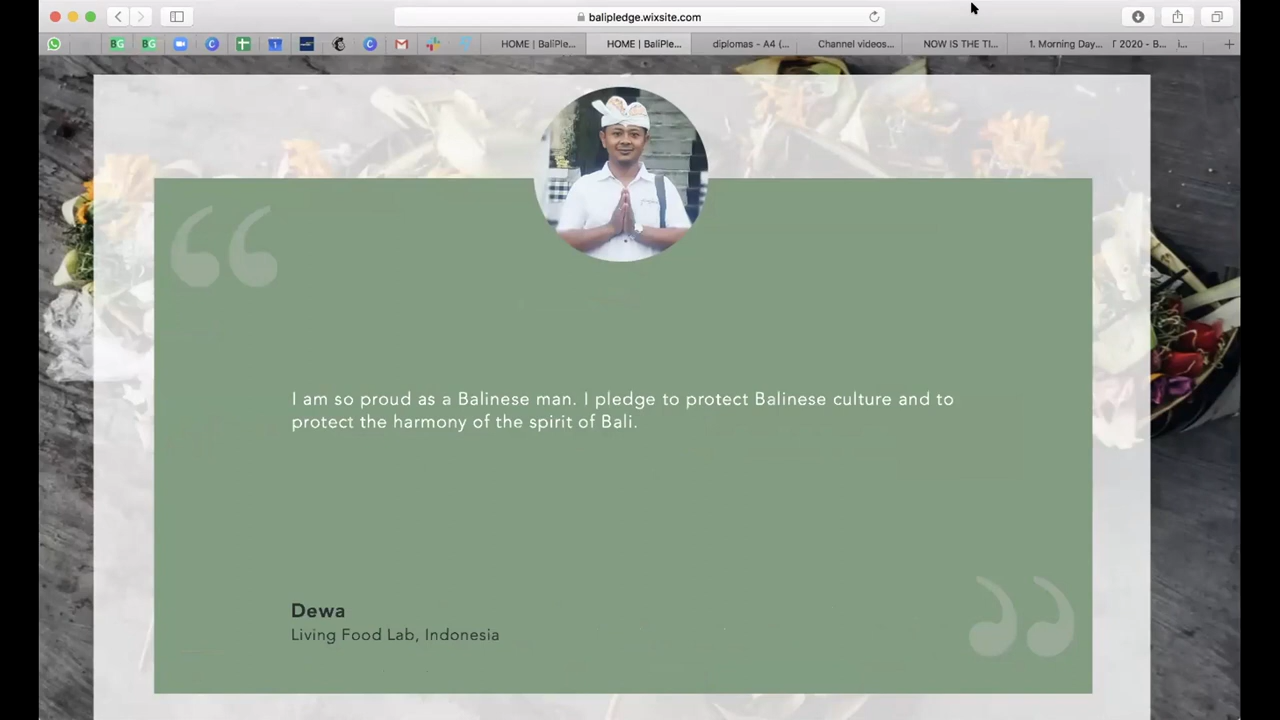 balipledge.wixsite.com
HOME | BaliPle...
HOME | BaliPle...
diplomas - A4 (...
Channel videos...
NOW IS THE TI...
1. Morning Day...
2020 - B...
I am so proud as a Balinese man. I pledge to protect Balinese culture and to
protect the harmony of the spirit of Bali.
Dewa
Living Food Lab, Indonesia